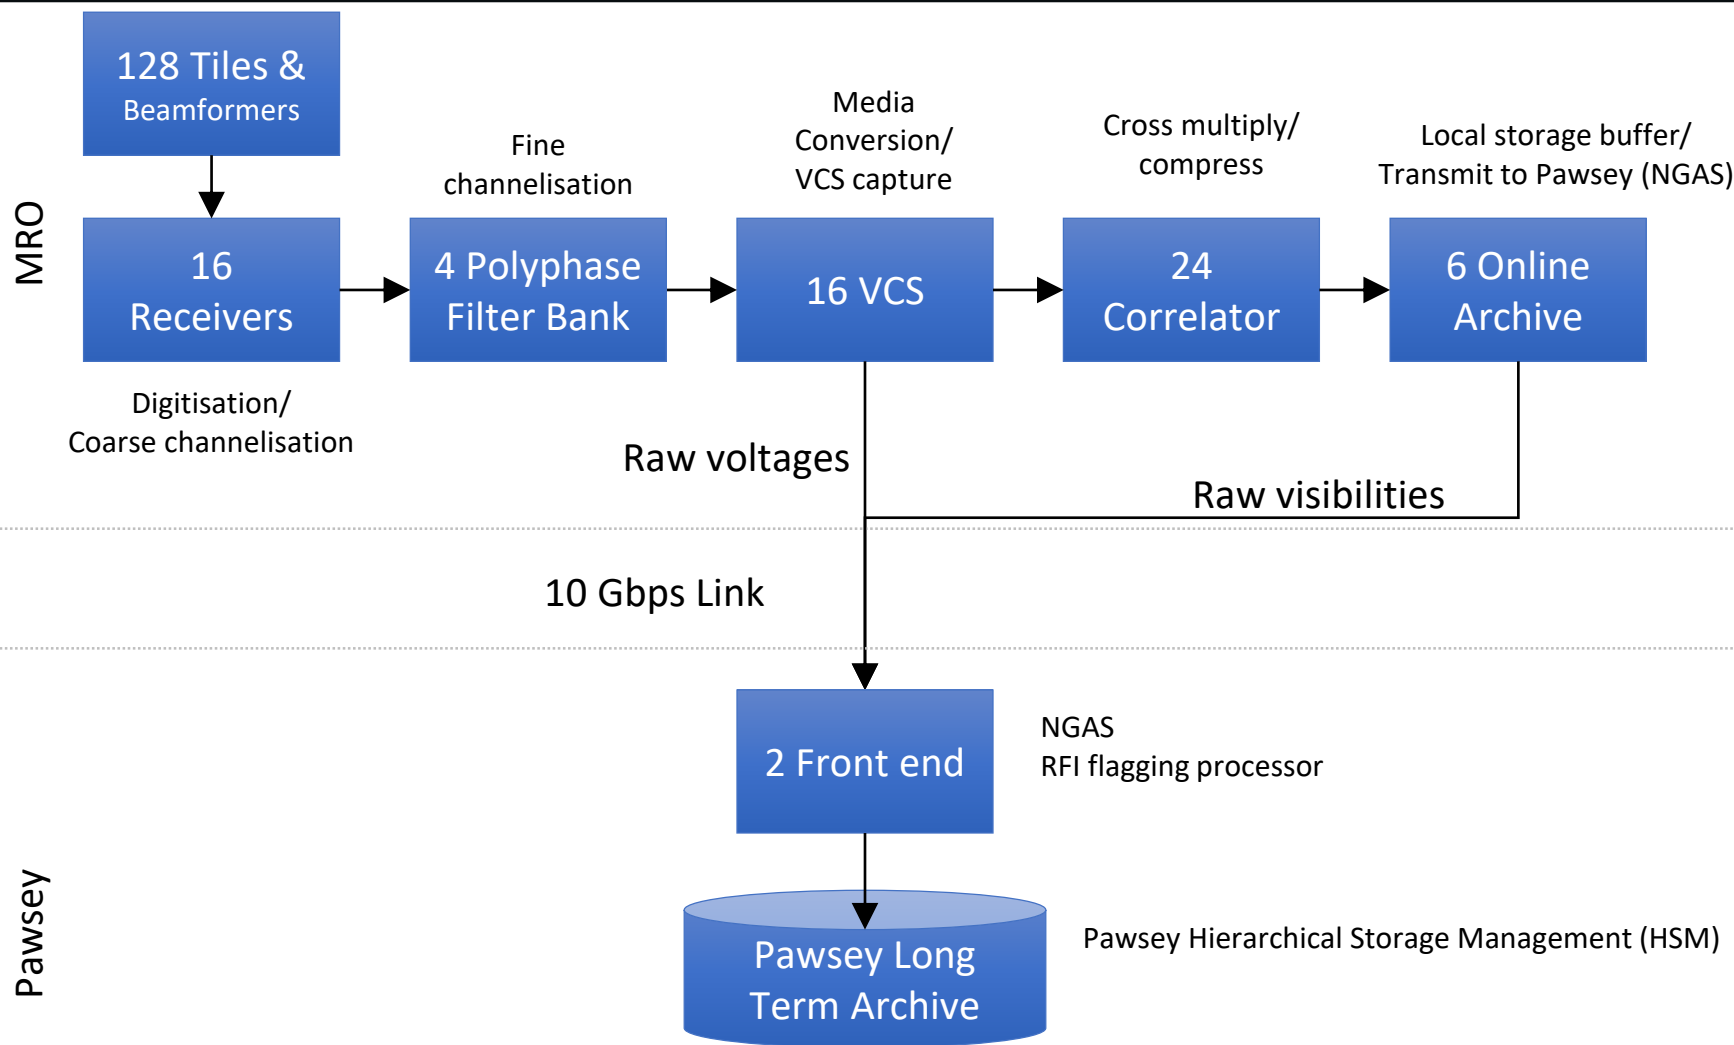 MRO
128 Tiles &
Beamformers
16
Receivers
Digitisation/
Coarse channelisation
Fine
channelisation
4 Polyphase
Filter Bank
Media
Conversion/
VCS capture
16 VCS
Cross multiply/
compress
24
Correlator
Local storage buffer/
Transmit to Pawsey (NGAS)
6 Online
Archive
Raw voltages
Raw visibilities
10 Gbps Link
Pawsey
2 Front end
NGAS
RFI flagging processor
Pawsey Long
Term Archive
Pawsey Hierarchical Storage Management (HSM)